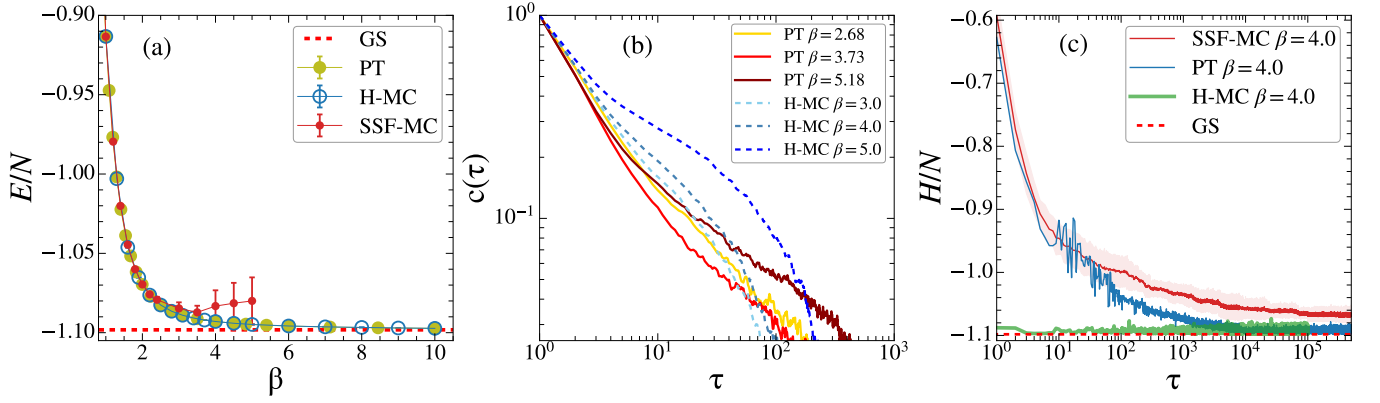 (a)
GS
PT
H-MC
SSF-MC
E/N
−0.90
−0.95
−1.00
−1.05
−1.10
2 4 6 8 10
β
(b)
PT β = 2.68
PT β = 3.73
PT β = 5.18
H-MC β = 3.0
H-MC β = 4.0
H-MC β = 5.0
c(τ)
10⁰
10⁻¹
10⁰ 10¹ 10² 10³
τ
(c)
SSF-MC β = 4.0
PT β = 4.0
H-MC β = 4.0
GS
H/N
−0.6
−0.7
−0.8
−0.9
−1.0
−1.1
10⁰ 10¹ 10² 10³ 10⁴ 10⁵
τ